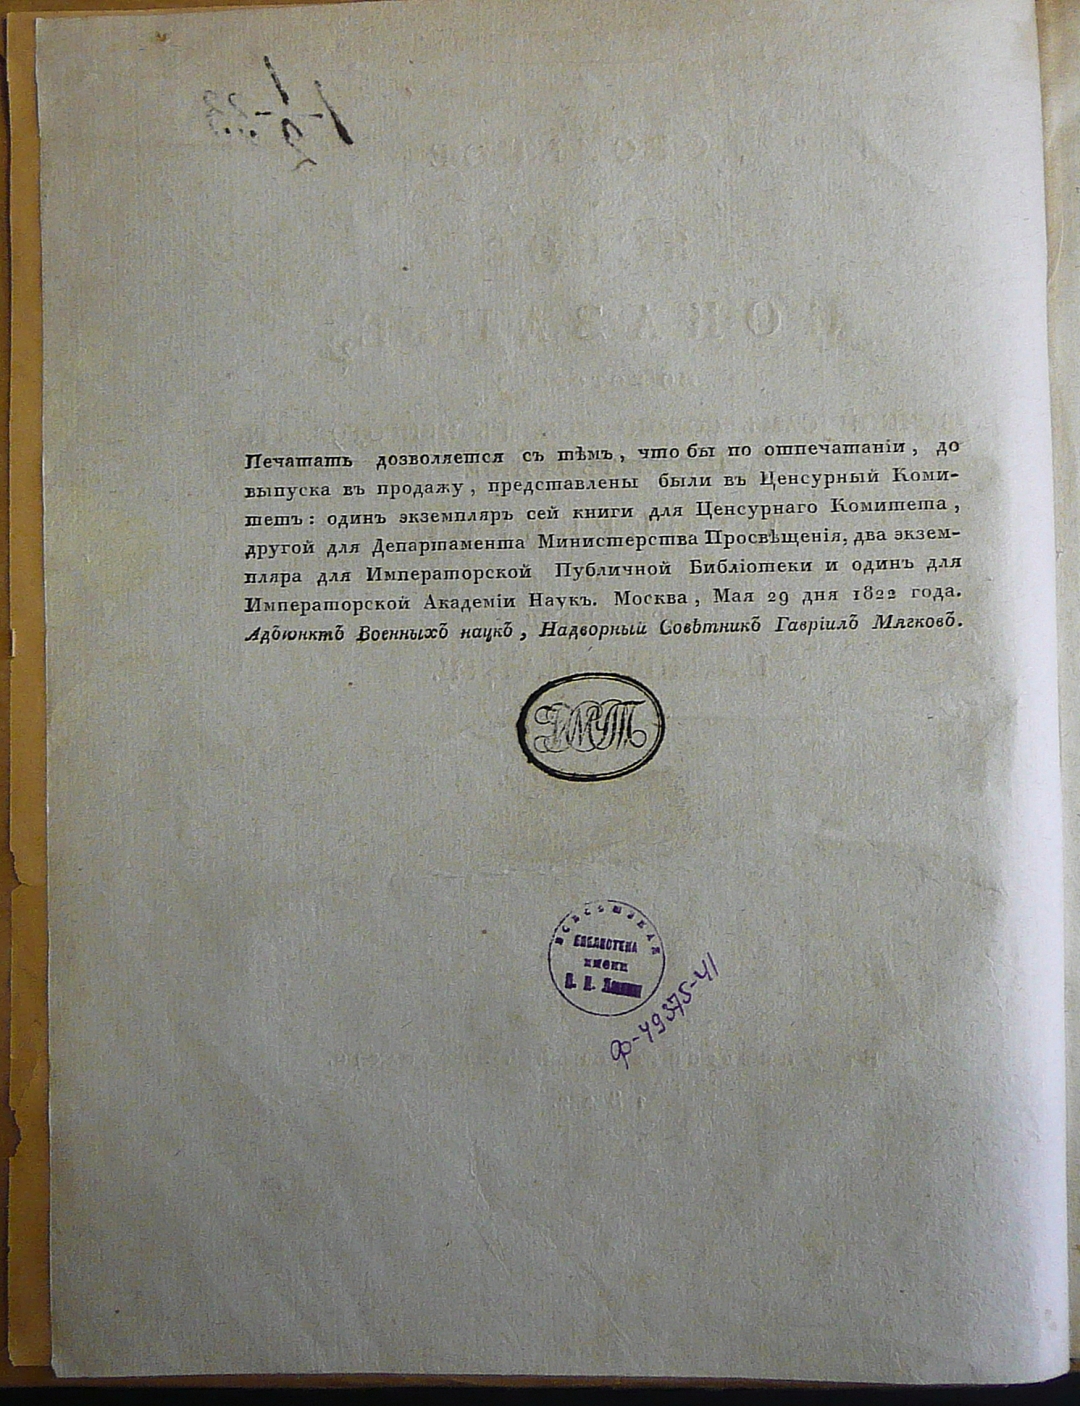 Печатать дозволяется съ тѣмъ, что бы по отпечатаніи, до
выпуска въ продажу, представлены были въ Ценсурный Коми-
тетъ: одинъ экземпляръ сей книги для Ценсурнаго Комитета,
другой для Департамента Министерства Просвѣщенія, два экзем-
пляра для Императорской Публичной Библіотеки и одинъ для
Императорской Академіи Наукъ. Москва, Мая 29 дня 1822 года.
Адъюнктъ Военныхъ наукъ, Надворный Совѣтникъ Гавріилъ Мягковъ.
БИБЛИОТЕКА
имени
Ф-49375-41